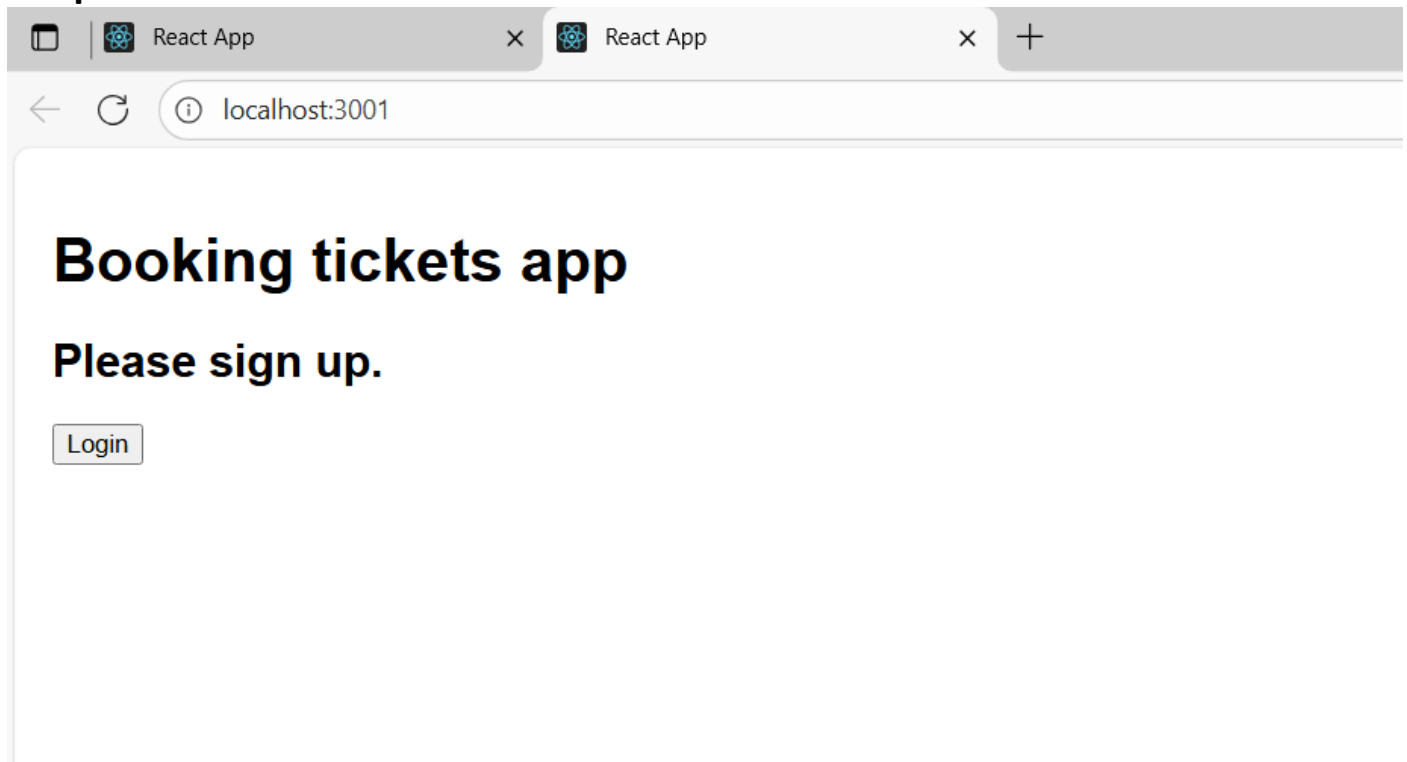 React App
React App
localhost:3001
Booking tickets app
Please sign up.
Login